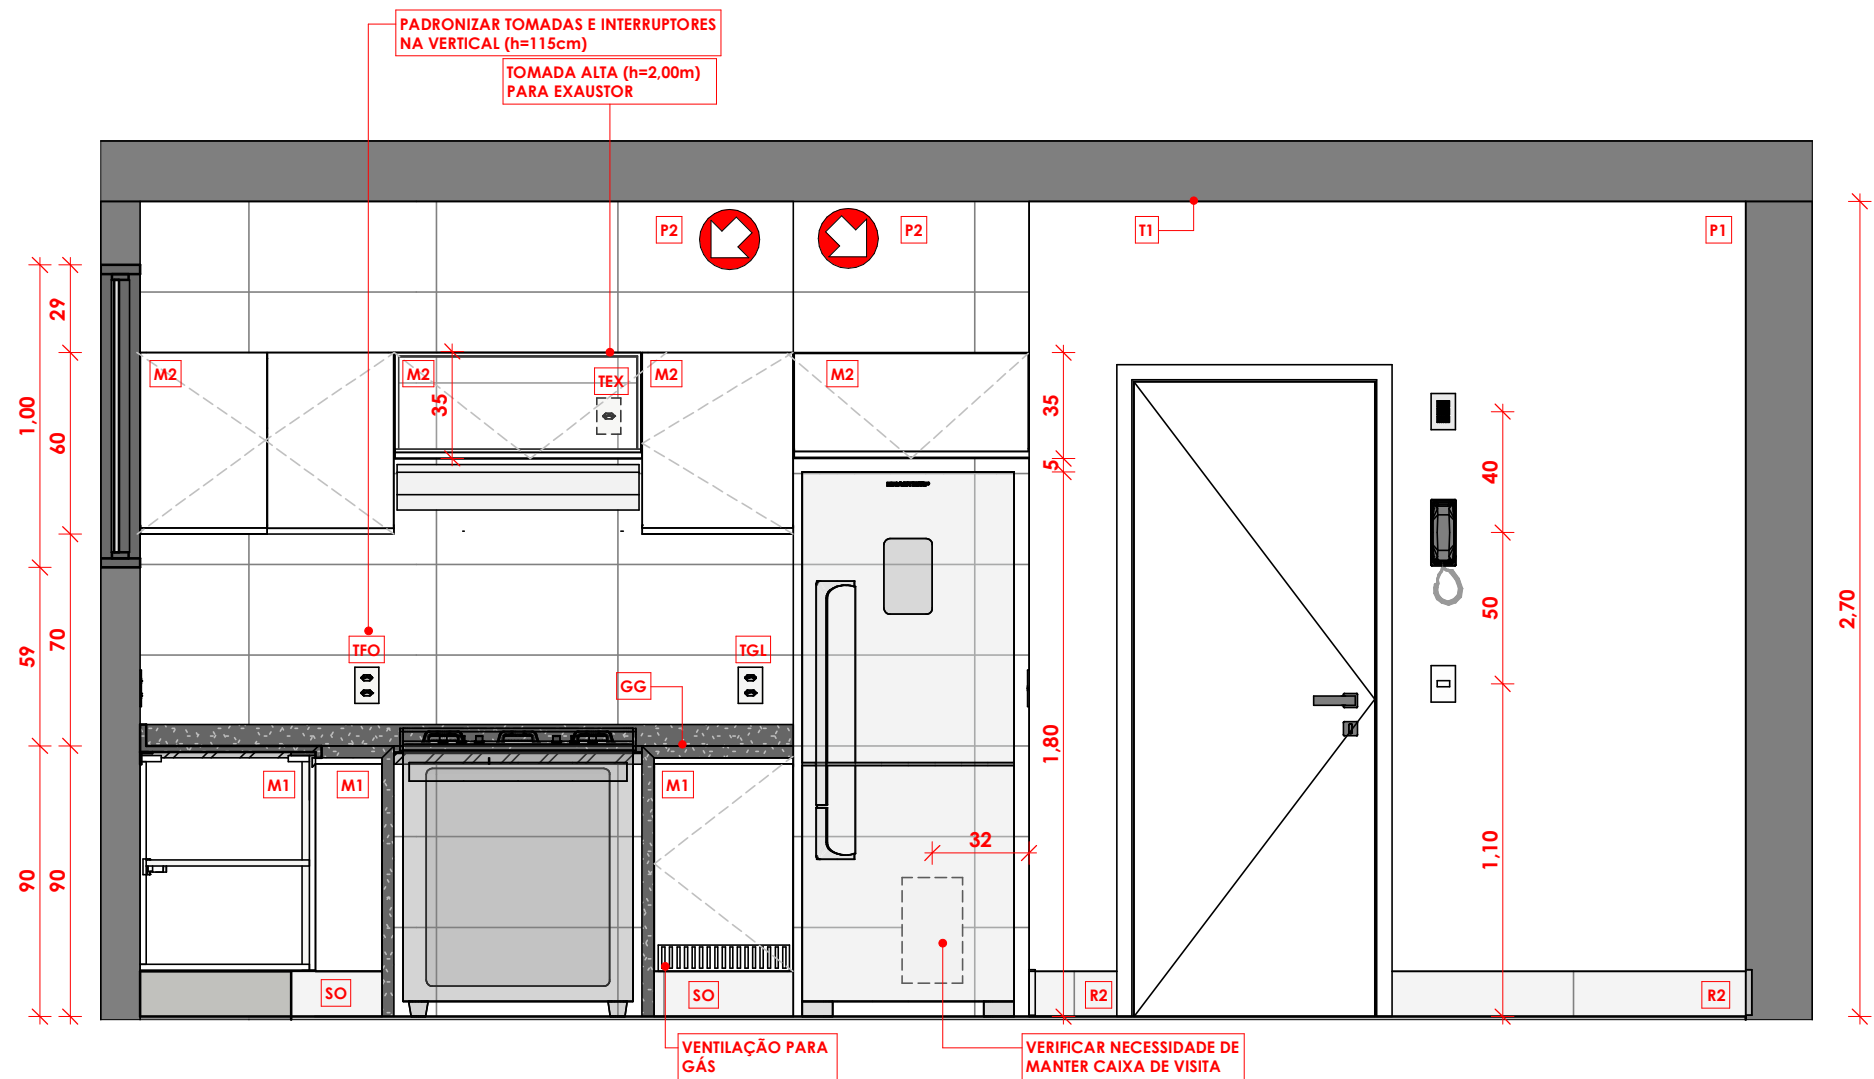 PADRONIZAR TOMADAS E INTERRUPTORES
NA VERTICAL (h=115cm)
TOMADA ALTA (h=2,00m)
PARA EXAUSTOR
P2
P2
T1
P1
29
1,00
60
59
70
90
90
M2
M2
35
TEX
M2
M2
35
5
1,80
40
50
1,10
2,70
TFO
TGL
GG
M1
M1
M1
32
SO
SO
R2
R2
VENTILAÇÃO PARA
GÁS
VERIFICAR NECESSIDADE DE
MANTER CAIXA DE VISITA